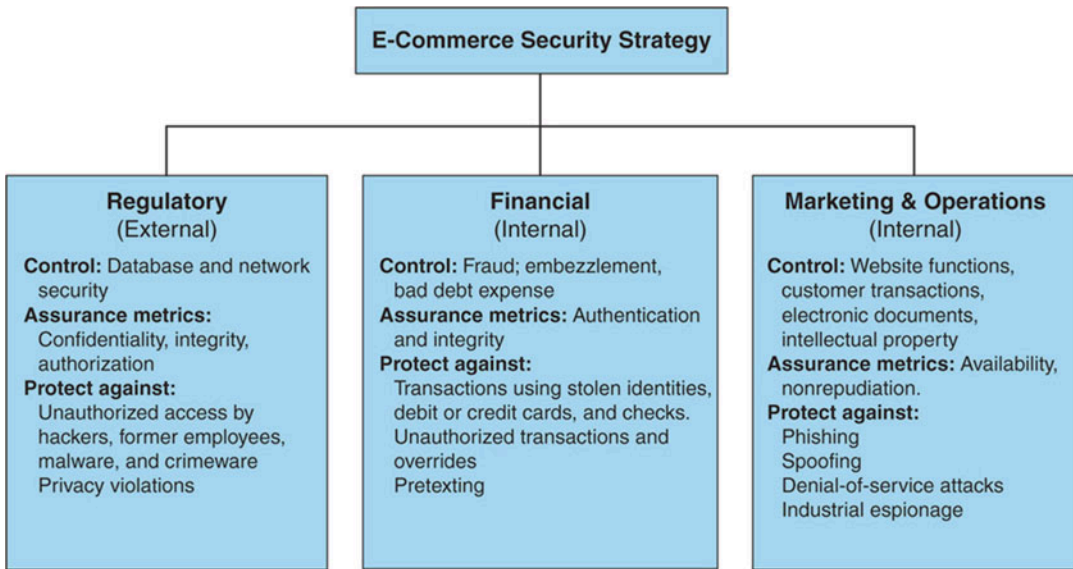 E-Commerce Security Strategy
Regulatory
(External)
Control: Database and network
security
Assurance metrics:
Confidentiality, integrity,
authorization
Protect against:
Unauthorized access by
hackers, former employees,
malware, and crimeware
Privacy violations
Financial
(Internal)
Control: Fraud; embezzlement,
bad debt expense
Assurance metrics: Authentication
and integrity
Protect against:
Transactions using stolen identities,
debit or credit cards, and checks.
Unauthorized transactions and
overrides
Pretexting
Marketing & Operations
(Internal)
Control: Website functions,
customer transactions,
electronic documents,
intellectual property
Assurance metrics: Availability,
nonrepudiation.
Protect against:
Phishing
Spoofing
Denial-of-service attacks
Industrial espionage